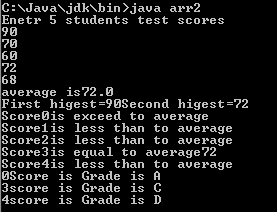 C:\Java\jdk\bin>java arr2
Enetr 5 students test scores
90
70
60
72
68
average is72.0
First higest=90Second higest=72
Score0is exceed to average
Score1is less than to average
Score2is less than to average
Score3is equal to average72
Score4is less than to average
0Score is Grade is A
3score is Grade is C
4score is Grade is D